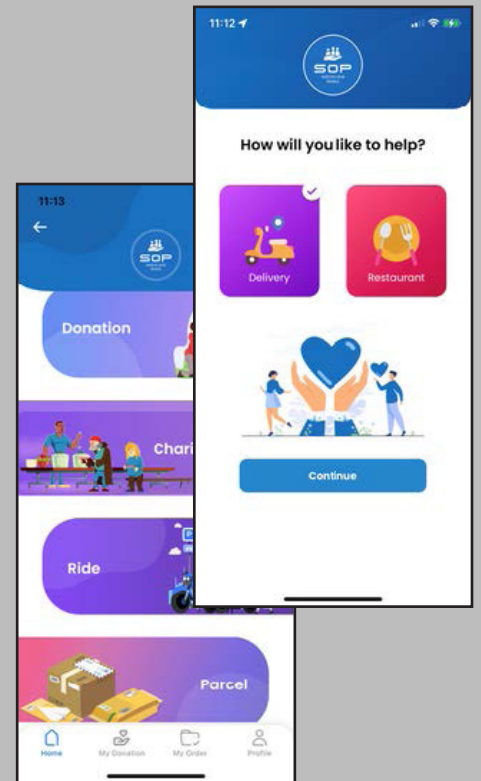 11:12
SOP
How will you like to help?
Delivery
Restaurant
Continue
11:13
SOP
Donation
Chari
Ride
P
Parcel
Home
My Donation
My Order
Profile